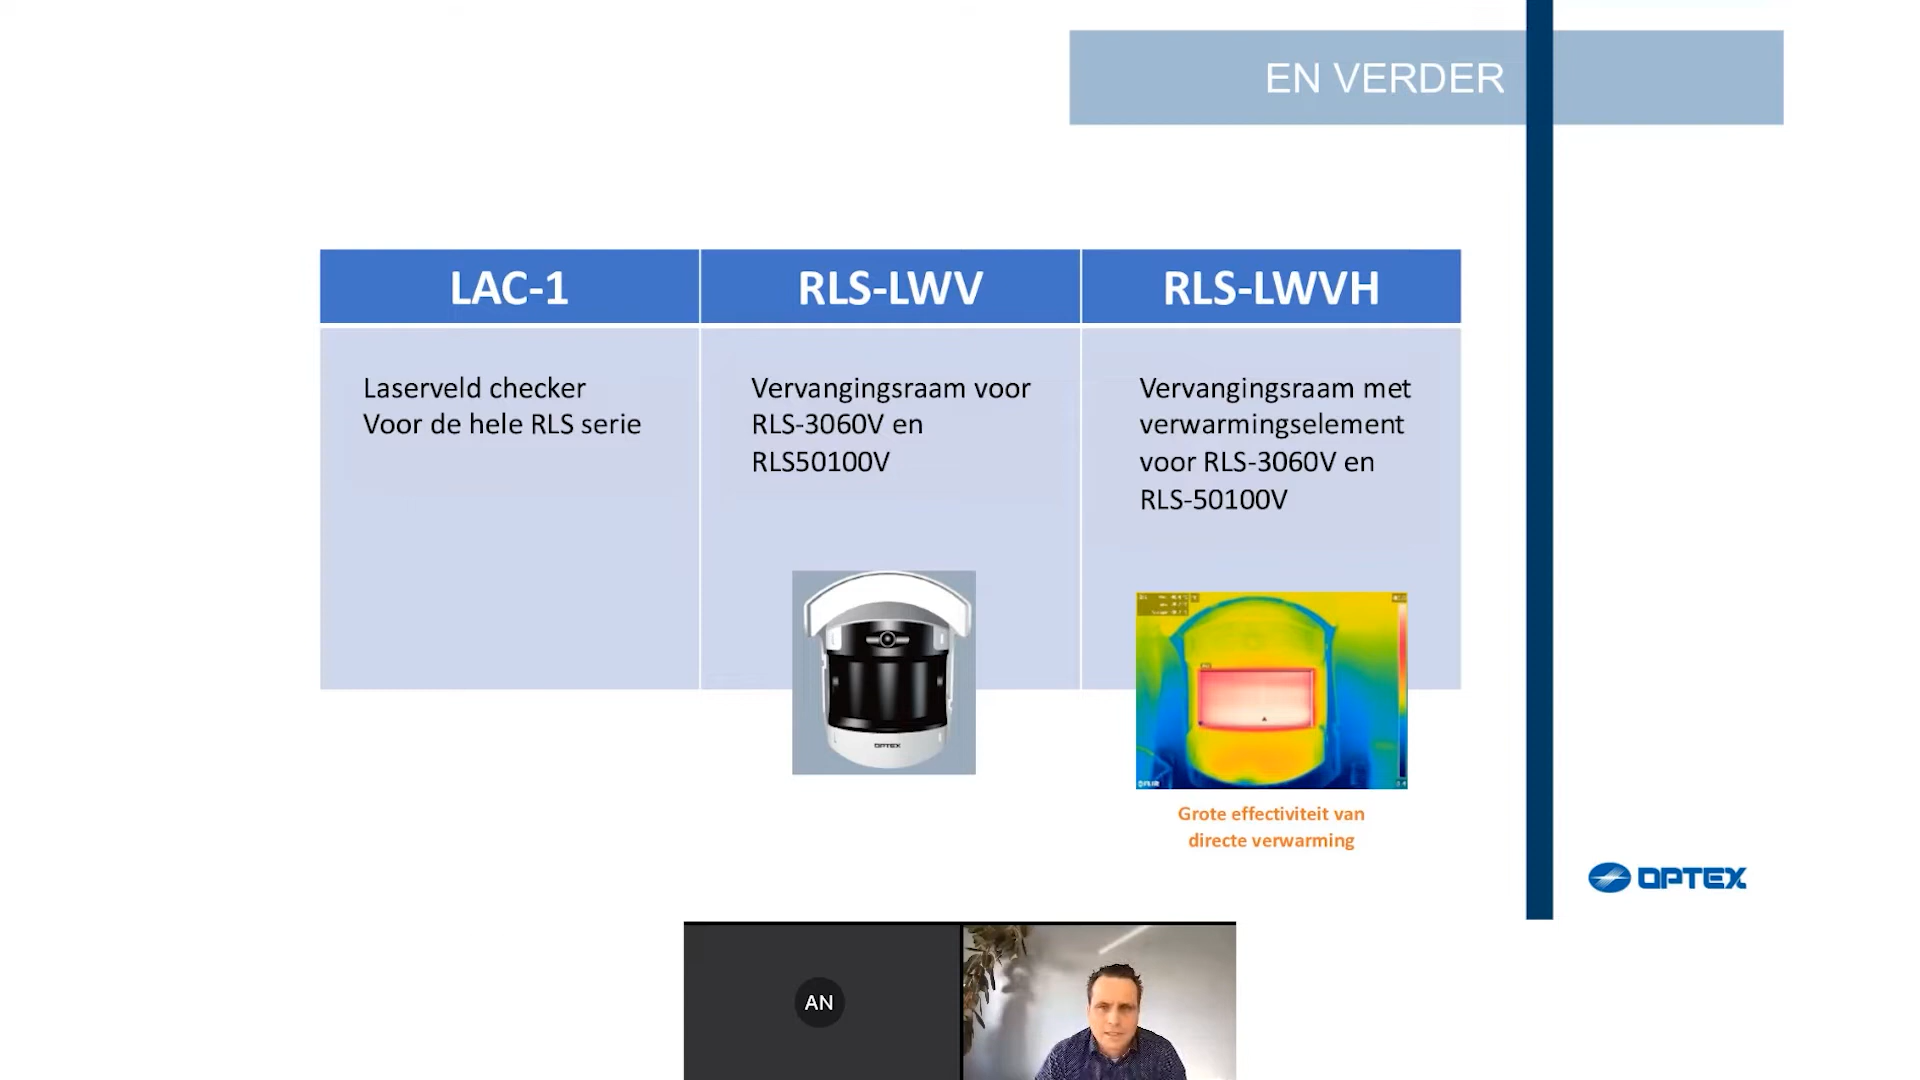 EN VERDER
LAC-1
RLS-LWV
RLS-LWVH
Laserveld checker
Voor de hele RLS serie
Vervangingsraam voor
RLS-3060V en
RLS50100V
Vervangingsraam met
verwarmingselement
voor RLS-3060V en
RLS-50100V
OPTEX
Grote effectiviteit van
directe verwarming
OPTEX
AN